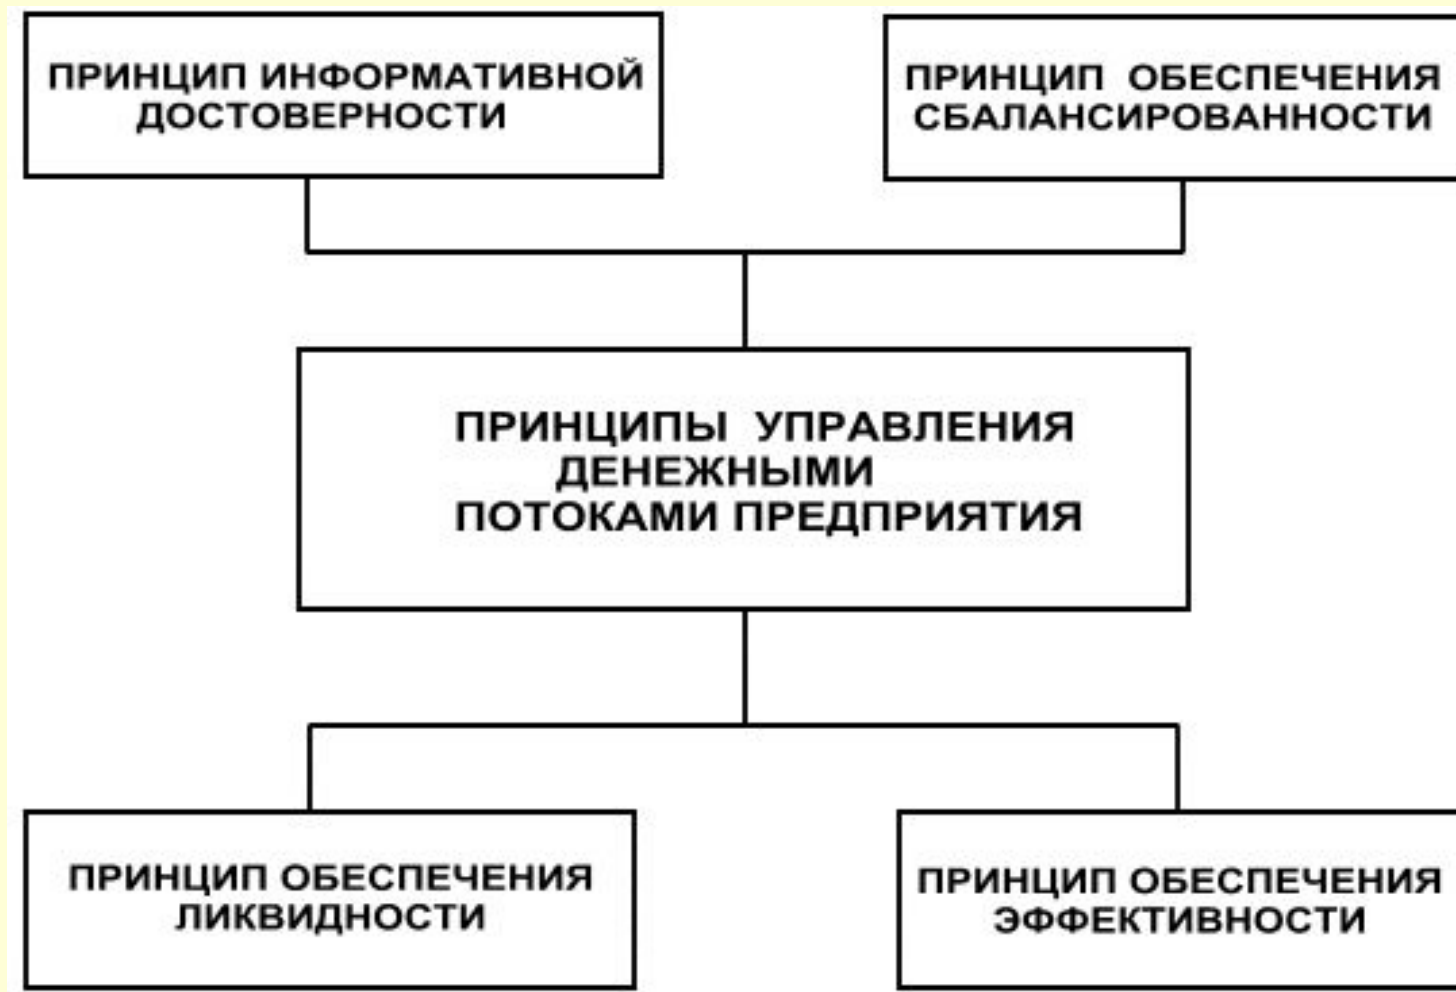 ПРИНЦИП ИНФОРМАТИВНОЙ
ДОСТОВЕРНОСТИ
ПРИНЦИП ОБЕСПЕЧЕНИЯ
СБАЛАНСИРОВАННОСТИ
ПРИНЦИПЫ УПРАВЛЕНИЯ
ДЕНЕЖНЫМИ
ПОТОКАМИ ПРЕДПРИЯТИЯ
ПРИНЦИП ОБЕСПЕЧЕНИЯ
ЛИКВИДНОСТИ
ПРИНЦИП ОБЕСПЕЧЕНИЯ
ЭФФЕКТИВНОСТИ